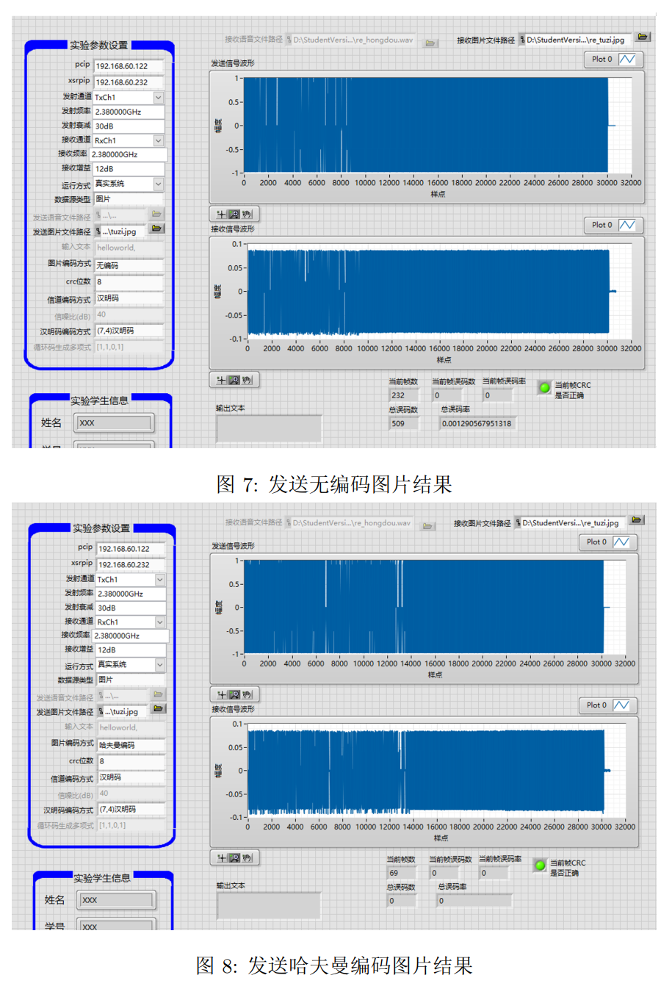 实验参数设置
pcip 192.168.60.122
xsrpip 192.168.60.232
发射通道 TxCh1
发射频率 2.380000GHz
发射衰减 30dB
接收通道 RxCh1
接收频率 2.380000GHz
接收增益 12dB
运行方式 真实系统
数据源类型 图片
发送语音文件路径 ...\...
发送图片文件路径 ...\tuzi.jpg
输入文本 helloworld,
图片编码方式 无编码
crc位数 8
信道编码方式 汉明码
信噪比(dB) 40
汉明码编码方式 (7,4)汉明码
循环码生成多项式 [1,1,0,1]
实验学生信息
姓名 XXX
接收语音文件路径 D:\StudentVersi...\re_hongdou.wav
接收图片文件路径 D:\StudentVersi...\re_tuzi.jpg
发送信号波形
Plot 0
幅度
1
0.5
0
-0.5
-1
0 2000 4000 6000 8000 10000 12000 14000 16000 18000 20000 22000 24000 26000 28000 30000 32000
样点
接收信号波形
Plot 0
幅度
0.1
0.05
0
-0.05
-0.1
0 2000 4000 6000 8000 10000 12000 14000 16000 18000 20000 22000 24000 26000 28000 30000 32000
样点
输出文本
当前帧数 当前帧误码数 当前帧误码率
232 0 0
当前帧CRC
是否正确
总误码数 总误码率
509 0.001290567951318
图 7: 发送无编码图片结果
实验参数设置
pcip 192.168.60.122
xsrpip 192.168.60.232
发射通道 TxCh1
发射频率 2.380000GHz
发射衰减 30dB
接收通道 RxCh1
接收频率 2.380000GHz
接收增益 12dB
运行方式 真实系统
数据源类型 图片
发送语音文件路径 ...\...
发送图片文件路径 ...\tuzi.jpg
输入文本 helloworld,
图片编码方式 哈夫曼编码
crc位数 8
信道编码方式 汉明码
信噪比(dB) 40
汉明码编码方式 (7,4)汉明码
循环码生成多项式 [1,1,0,1]
实验学生信息
姓名 XXX
学号 XXX
接收语音文件路径 D:\StudentVersi...\re_hongdou.wav
接收图片文件路径 D:\StudentVersi...\re_tuzi.jpg
发送信号波形
Plot 0
幅度
1
0.5
0
-0.5
-1
0 2000 4000 6000 8000 10000 12000 14000 16000 18000 20000 22000 24000 26000 28000 30000 32000
样点
接收信号波形
Plot 0
幅度
0.1
0.05
0
-0.05
-0.1
0 2000 4000 6000 8000 10000 12000 14000 16000 18000 20000 22000 24000 26000 28000 30000 32000
样点
输出文本
当前帧数 当前帧误码数 当前帧误码率
69 0 0
当前帧CRC
是否正确
总误码数 总误码率
0 0
图 8: 发送哈夫曼编码图片结果